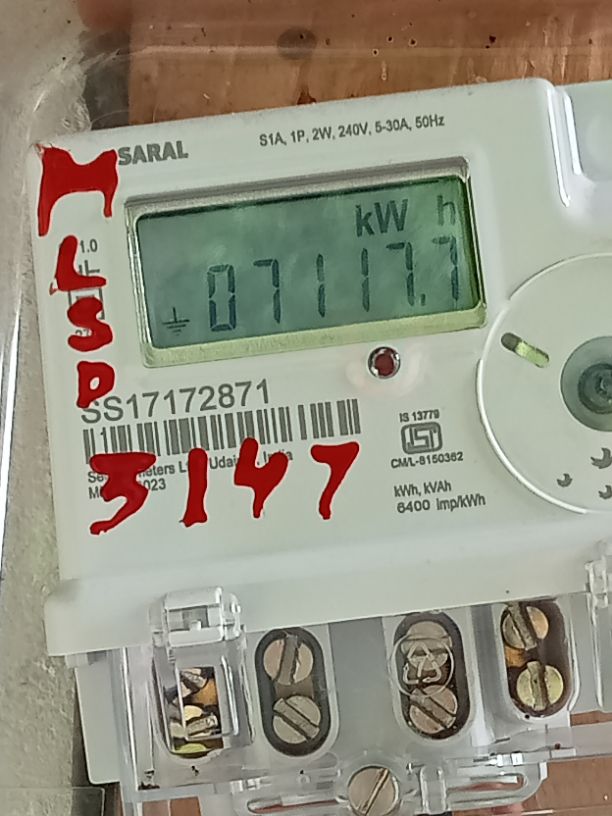 SARAL
S1A, 1P, 2W, 240V, 5-30A, 50Hz
kW h
07117.7
1.0
L
S
D
SS17172871
IS 13779
CM/L-8150362
3147
kWh, kVAh
6400 imp/kWh